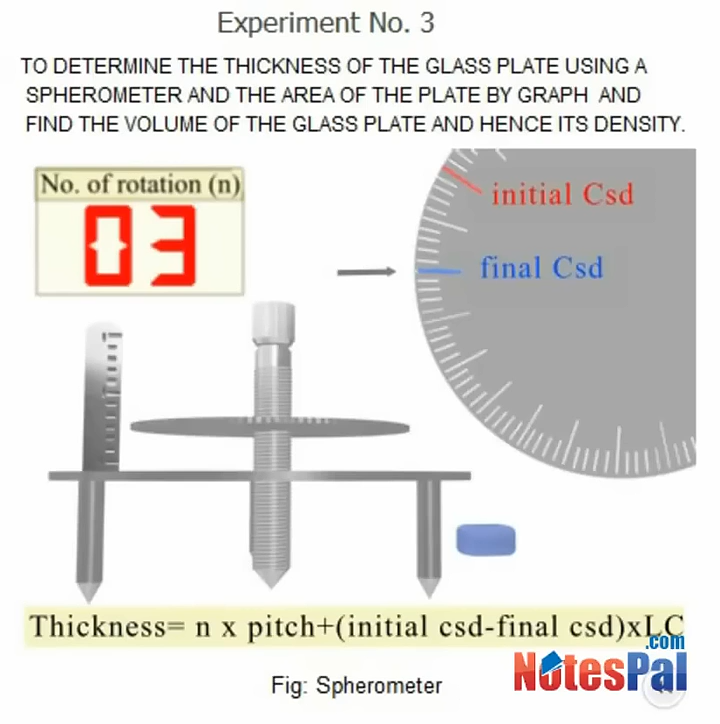 Experiment No. 3
TO DETERMINE THE THICKNESS OF THE GLASS PLATE USING A
SPHEROMETER AND THE AREA OF THE PLATE BY GRAPH AND
FIND THE VOLUME OF THE GLASS PLATE AND HENCE ITS DENSITY.
No. of rotation (n)
03
initial Csd
final Csd
Thickness= n x pitch+(initial csd-final csd)xLC
.com
NotesPal
Fig: Spherometer